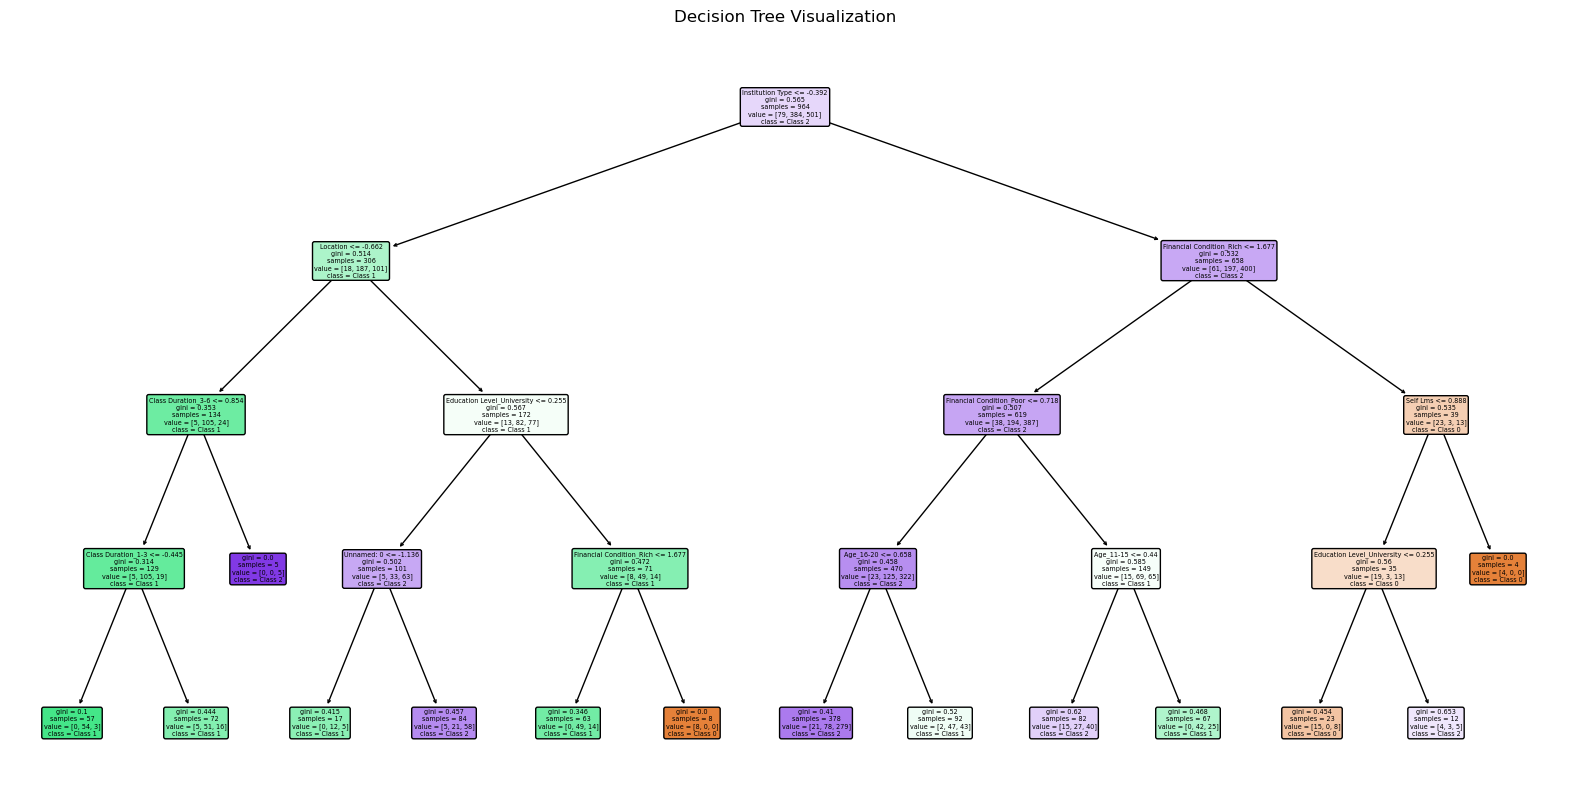 Decision Tree Visualization
Institution Type <= -0.392
gini = 0.565
samples = 964
value = [79, 384, 501]
class = Class 2
Location <= -0.662
gini = 0.514
samples = 306
value = [18, 187, 101]
class = Class 1
Financial Condition_Rich <= 1.677
gini = 0.532
samples = 658
value = [61, 197, 400]
class = Class 2
Class Duration_3-6 <= 0.854
gini = 0.353
samples = 134
value = [5, 105, 24]
class = Class 1
Education Level_University <= 0.255
gini = 0.567
samples = 172
value = [13, 82, 77]
class = Class 1
Financial Condition_Poor <= 0.718
gini = 0.507
samples = 619
value = [38, 194, 387]
class = Class 2
Self Lms <= 0.888
gini = 0.535
samples = 39
value = [23, 3, 13]
class = Class 0
Class Duration_1-3 <= -0.445
gini = 0.314
samples = 129
value = [5, 105, 19]
class = Class 1
gini = 0.0
samples = 5
value = [0, 0, 5]
class = Class 2
Unnamed: 0 <= -1.136
gini = 0.502
samples = 101
value = [5, 33, 63]
class = Class 2
Financial Condition_Rich <= 1.677
gini = 0.472
samples = 71
value = [8, 49, 14]
class = Class 1
Age_16-20 <= 0.658
gini = 0.458
samples = 470
value = [23, 125, 322]
class = Class 2
Age_11-15 <= 0.44
gini = 0.585
samples = 149
value = [15, 69, 65]
class = Class 1
Education Level_University <= 0.255
gini = 0.56
samples = 35
value = [19, 3, 13]
class = Class 0
gini = 0.0
samples = 4
value = [4, 0, 0]
class = Class 0
gini = 0.1
samples = 57
value = [0, 54, 3]
class = Class 1
gini = 0.444
samples = 72
value = [5, 51, 16]
class = Class 1
gini = 0.415
samples = 17
value = [0, 12, 5]
class = Class 1
gini = 0.457
samples = 84
value = [5, 21, 58]
class = Class 2
gini = 0.346
samples = 63
value = [0, 49, 14]
class = Class 1
gini = 0.0
samples = 8
value = [8, 0, 0]
class = Class 0
gini = 0.41
samples = 378
value = [21, 78, 279]
class = Class 2
gini = 0.52
samples = 92
value = [2, 47, 43]
class = Class 1
gini = 0.62
samples = 82
value = [15, 27, 40]
class = Class 2
gini = 0.468
samples = 67
value = [0, 42, 25]
class = Class 1
gini = 0.454
samples = 23
value = [15, 0, 8]
class = Class 0
gini = 0.653
samples = 12
value = [4, 3, 5]
class = Class 2